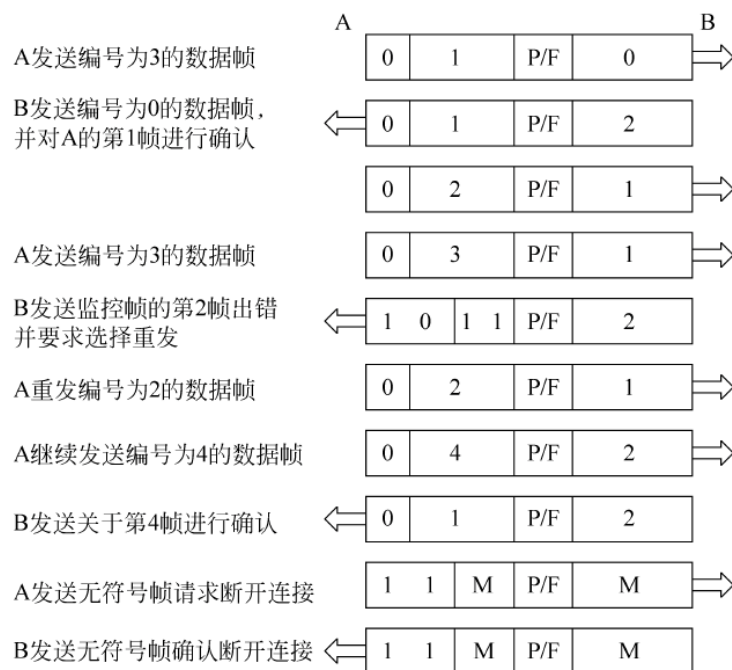 A B
A发送编号为3的数据帧 0 1 P/F 0
B发送编号为0的数据帧，
并对A的第1帧进行确认 0 1 P/F 2
0 2 P/F 1
A发送编号为3的数据帧 0 3 P/F 1
B发送监控帧的第2帧出错
并要求选择重发 1 0 1 1 P/F 2
A重发编号为2的数据帧 0 2 P/F 1
A继续发送编号为4的数据帧 0 4 P/F 2
B发送关于第4帧进行确认 0 1 P/F 2
A发送无符号帧请求断开连接 1 1 M P/F M
B发送无符号帧确认断开连接 1 1 M P/F M